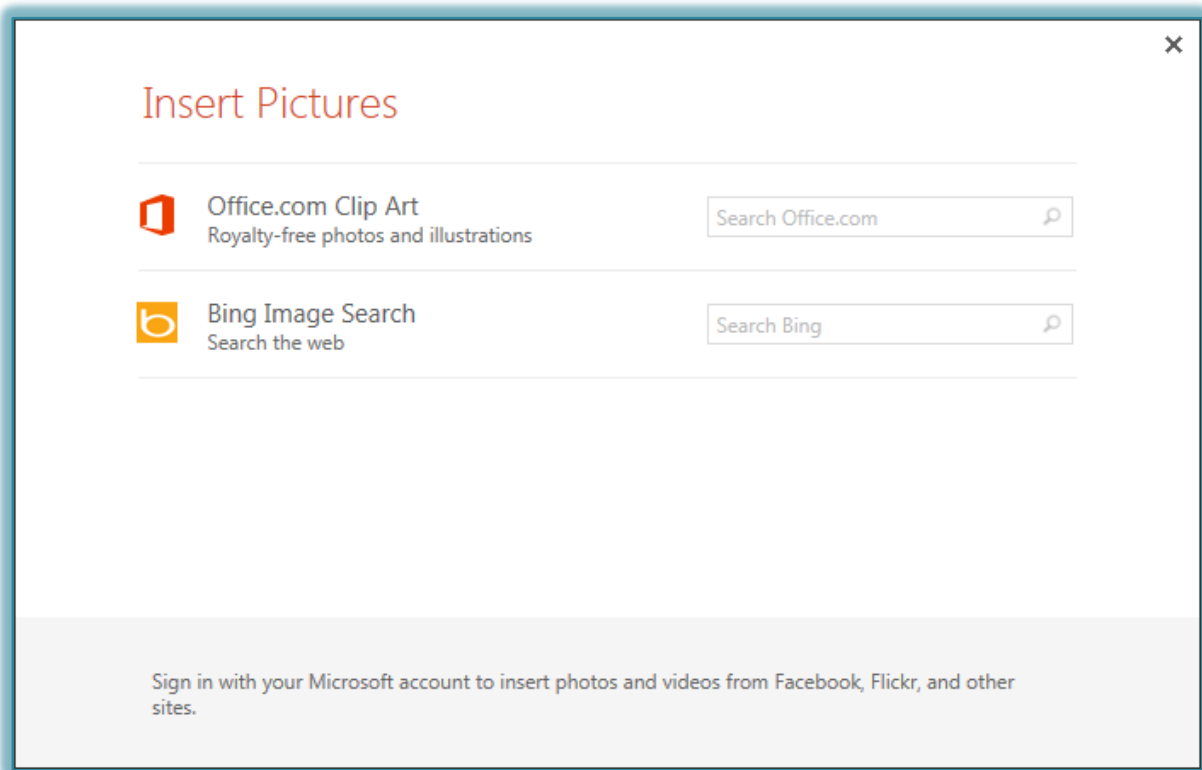 Insert Pictures
Office.com Clip Art
Royalty-free photos and illustrations
Search Office.com
Bing Image Search
Search the web
Search Bing
Sign in with your Microsoft account to insert photos and videos from Facebook, Flickr, and other
sites.